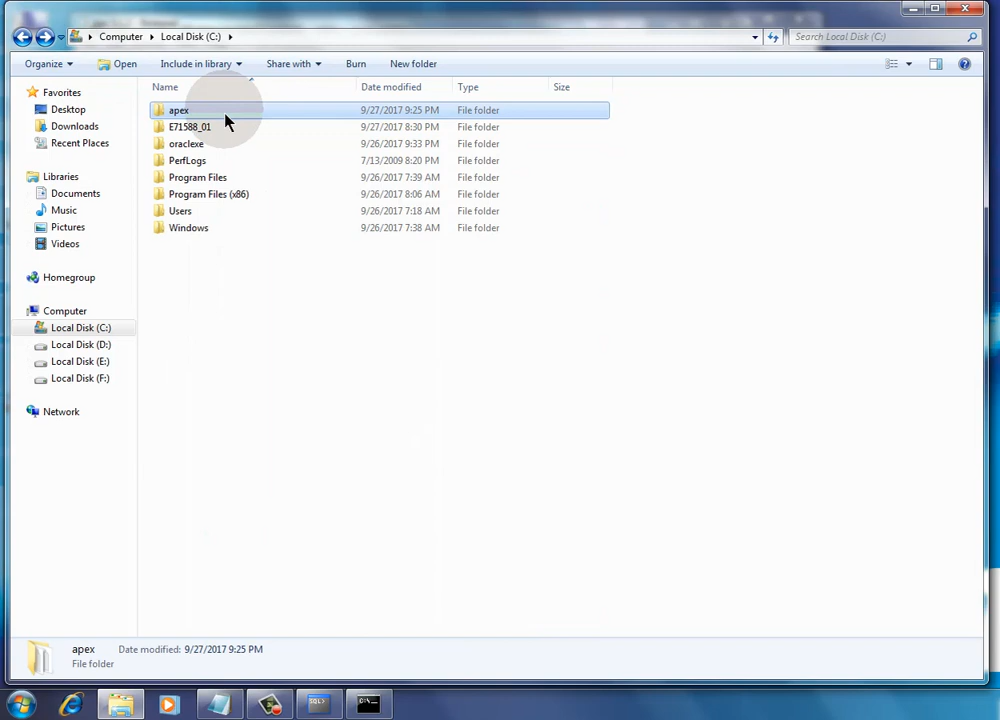 Computer Local Disk (C:)
Search Local Disk (C:)
Organize Open Include in library Share with Burn New folder
Name Date modified Type Size
Favorites
Desktop
Downloads
Recent Places
Libraries
Documents
Music
Pictures
Videos
Homegroup
Computer
Local Disk (C:)
Local Disk (D:)
Local Disk (E:)
Local Disk (F:)
Network
apex 9/27/2017 9:25 PM File folder
E71588_01 9/27/2017 8:30 PM File folder
oraclexe 9/26/2017 9:33 PM File folder
PerfLogs 7/13/2009 8:20 PM File folder
Program Files 9/26/2017 7:39 AM File folder
Program Files (x86) 9/26/2017 8:06 AM File folder
Users 9/26/2017 7:18 AM File folder
Windows 9/26/2017 7:38 AM File folder
apex Date modified: 9/27/2017 9:25 PM
File folder
SQL>
C:\